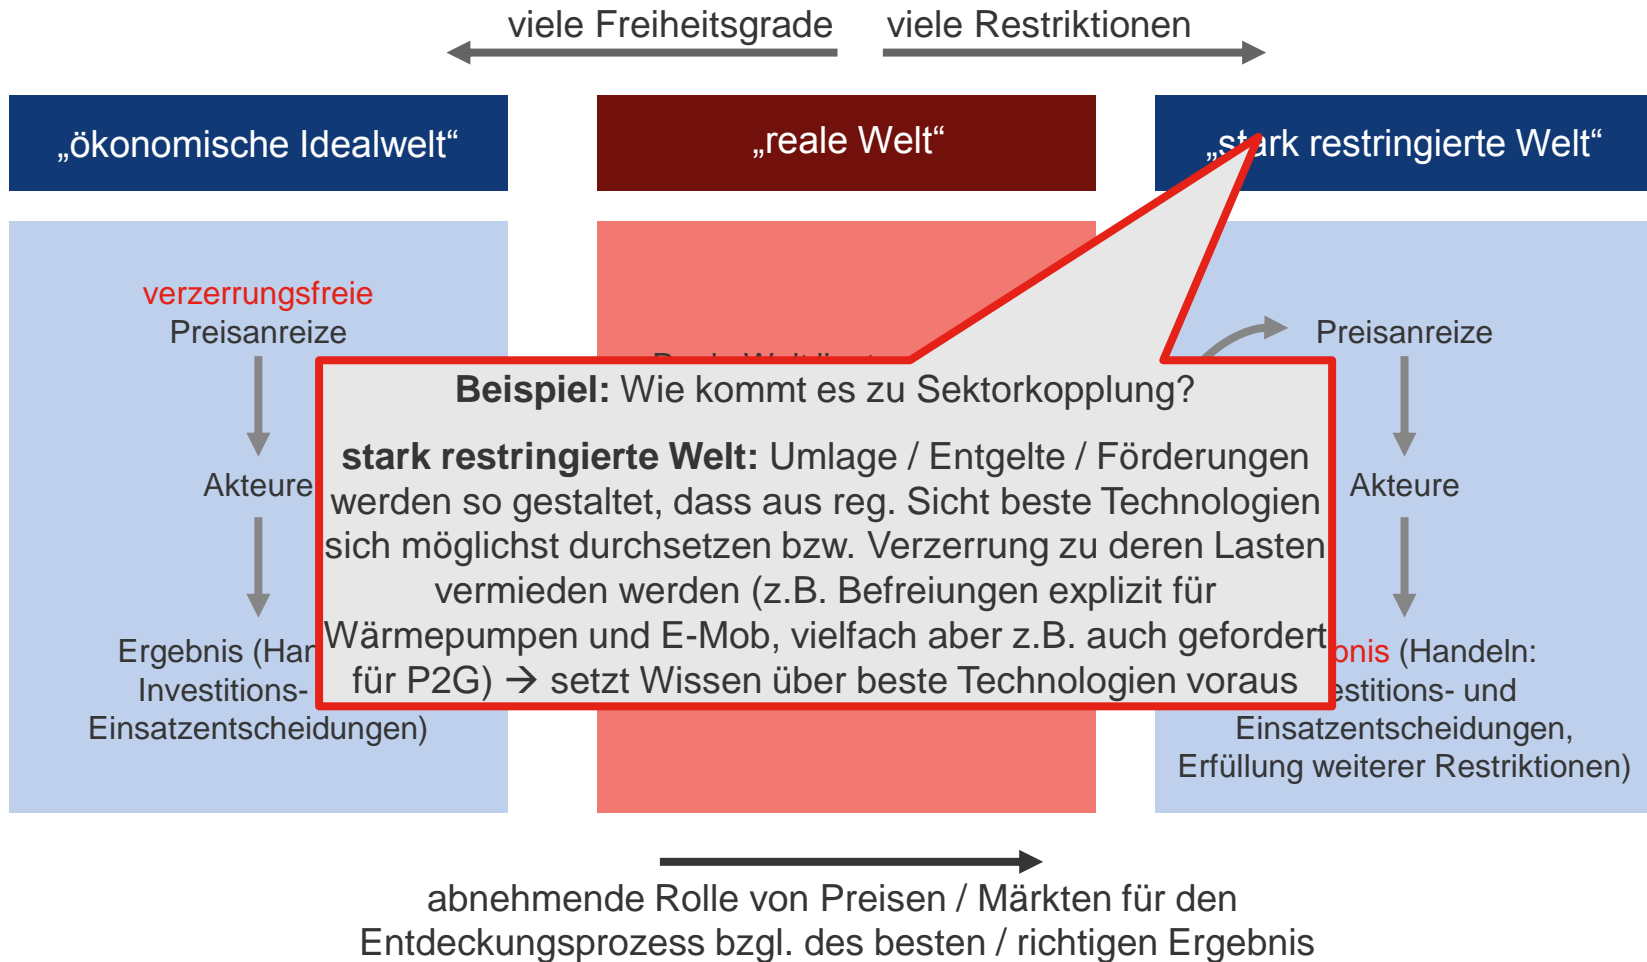 viele Freiheitsgrade
viele Restriktionen
„ökonomische Idealwelt“
„reale Welt“
„stark restringierte Welt“
verzerrungsfreie
Preisanreize
Akteure
Ergebnis
Investitions-
Einsatzentscheidungen)
Beispiel: Wie kommt es zu Sektorkopplung?
stark restringierte Welt: Umlage / Entgelte / Förderungen
werden so gestaltet, dass aus reg. Sicht beste Technologien
sich möglichst durchsetzen bzw. Verzerrung zu deren Lasten
vermieden werden (z.B. Befreiungen explizit für
Wärmepumpen und E-Mob, vielfach aber z.B. auch gefordert
für P2G) → setzt Wissen über beste Technologien voraus
Preisanreize
Akteure
(Handeln:
und
Einsatzentscheidungen,
Erfüllung weiterer Restriktionen)
abnehmende Rolle von Preisen / Märkten für den
Entdeckungsprozess bzgl. des besten / richtigen Ergebnis